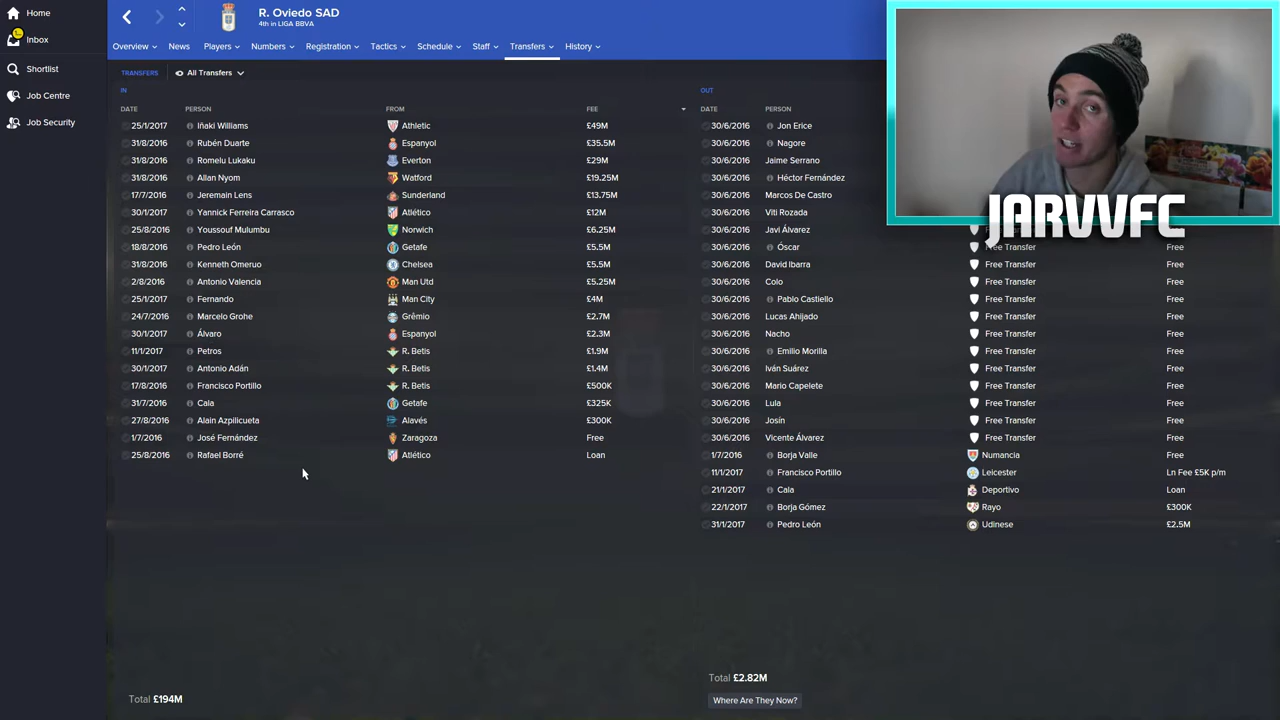 Home
Inbox
Shortlist
Job Centre
Job Security
R. Oviedo SAD
4th in LIGA BBVA
Overview News Players Numbers Registration Tactics Schedule Staff Transfers History
TRANSFERS All Transfers
IN
DATE PERSON FROM FEE
25/1/2017 Iñaki Williams Athletic £49M
31/8/2016 Rubén Duarte Espanyol £35.5M
31/8/2016 Romelu Lukaku Everton £29M
31/8/2016 Allan Nyom Watford £19.25M
17/7/2016 Jeremain Lens Sunderland £13.75M
30/1/2017 Yannick Ferreira Carrasco Atlético £12M
25/8/2016 Youssouf Mulumbu Norwich £6.25M
18/8/2016 Pedro León Getafe £5.5M
31/8/2016 Kenneth Omeruo Chelsea £5.5M
2/8/2016 Antonio Valencia Man Utd £5.25M
25/1/2017 Fernando Man City £4M
24/7/2016 Marcelo Grohe Grêmio £2.7M
30/1/2017 Álvaro Espanyol £2.3M
11/1/2017 Petros R. Betis £1.9M
30/1/2017 Antonio Adán R. Betis £1.4M
17/8/2016 Francisco Portillo R. Betis £500K
31/7/2016 Cala Getafe £325K
27/8/2016 Alain Azpilicueta Alavés £300K
1/7/2016 José Fernández Zaragoza Free
25/8/2016 Rafael Borré Atlético Loan
Total £194M
OUT
DATE PERSON
30/6/2016 Jon Erice
30/6/2016 Nagore
30/6/2016 Jaime Serrano
30/6/2016 Héctor Fernández
30/6/2016 Marcos De Castro
30/6/2016 Viti Rozada
30/6/2016 Javi Álvarez Free Transfer Free
30/6/2016 Óscar Free Transfer Free
30/6/2016 David Ibarra Free Transfer Free
30/6/2016 Colo Free Transfer Free
30/6/2016 Pablo Castiello Free Transfer Free
30/6/2016 Lucas Ahijado Free Transfer Free
30/6/2016 Nacho Free Transfer Free
30/6/2016 Emilio Morilla Free Transfer Free
30/6/2016 Iván Suárez Free Transfer Free
30/6/2016 Mario Capelete Free Transfer Free
30/6/2016 Lula Free Transfer Free
30/6/2016 Josín Free Transfer Free
30/6/2016 Vicente Álvarez Free Transfer Free
1/7/2016 Borja Valle Numancia Free
11/1/2017 Francisco Portillo Leicester Ln Fee £5K p/m
21/1/2017 Cala Deportivo Loan
22/1/2017 Borja Gómez Rayo £300K
31/1/2017 Pedro León Udinese £2.5M
Total £2.82M
Where Are They Now?
JARVVFC